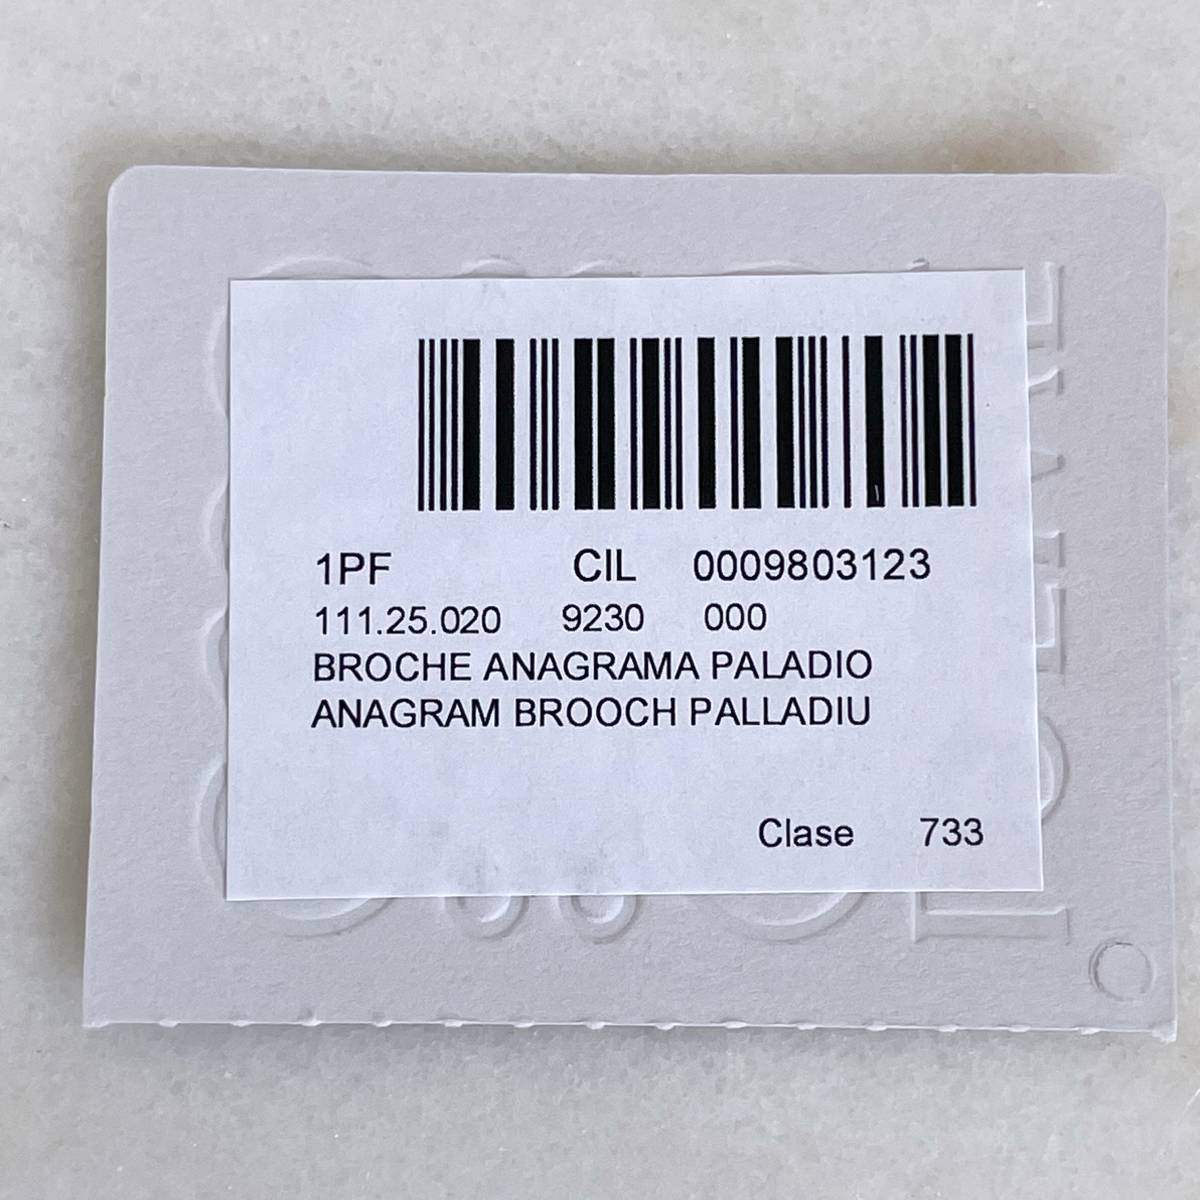 1PF CIL 0009803123
111.25.020 9230 000
BROCHE ANAGRAMA PALADIO
ANAGRAM BROOCH PALLADIU
Clase 733